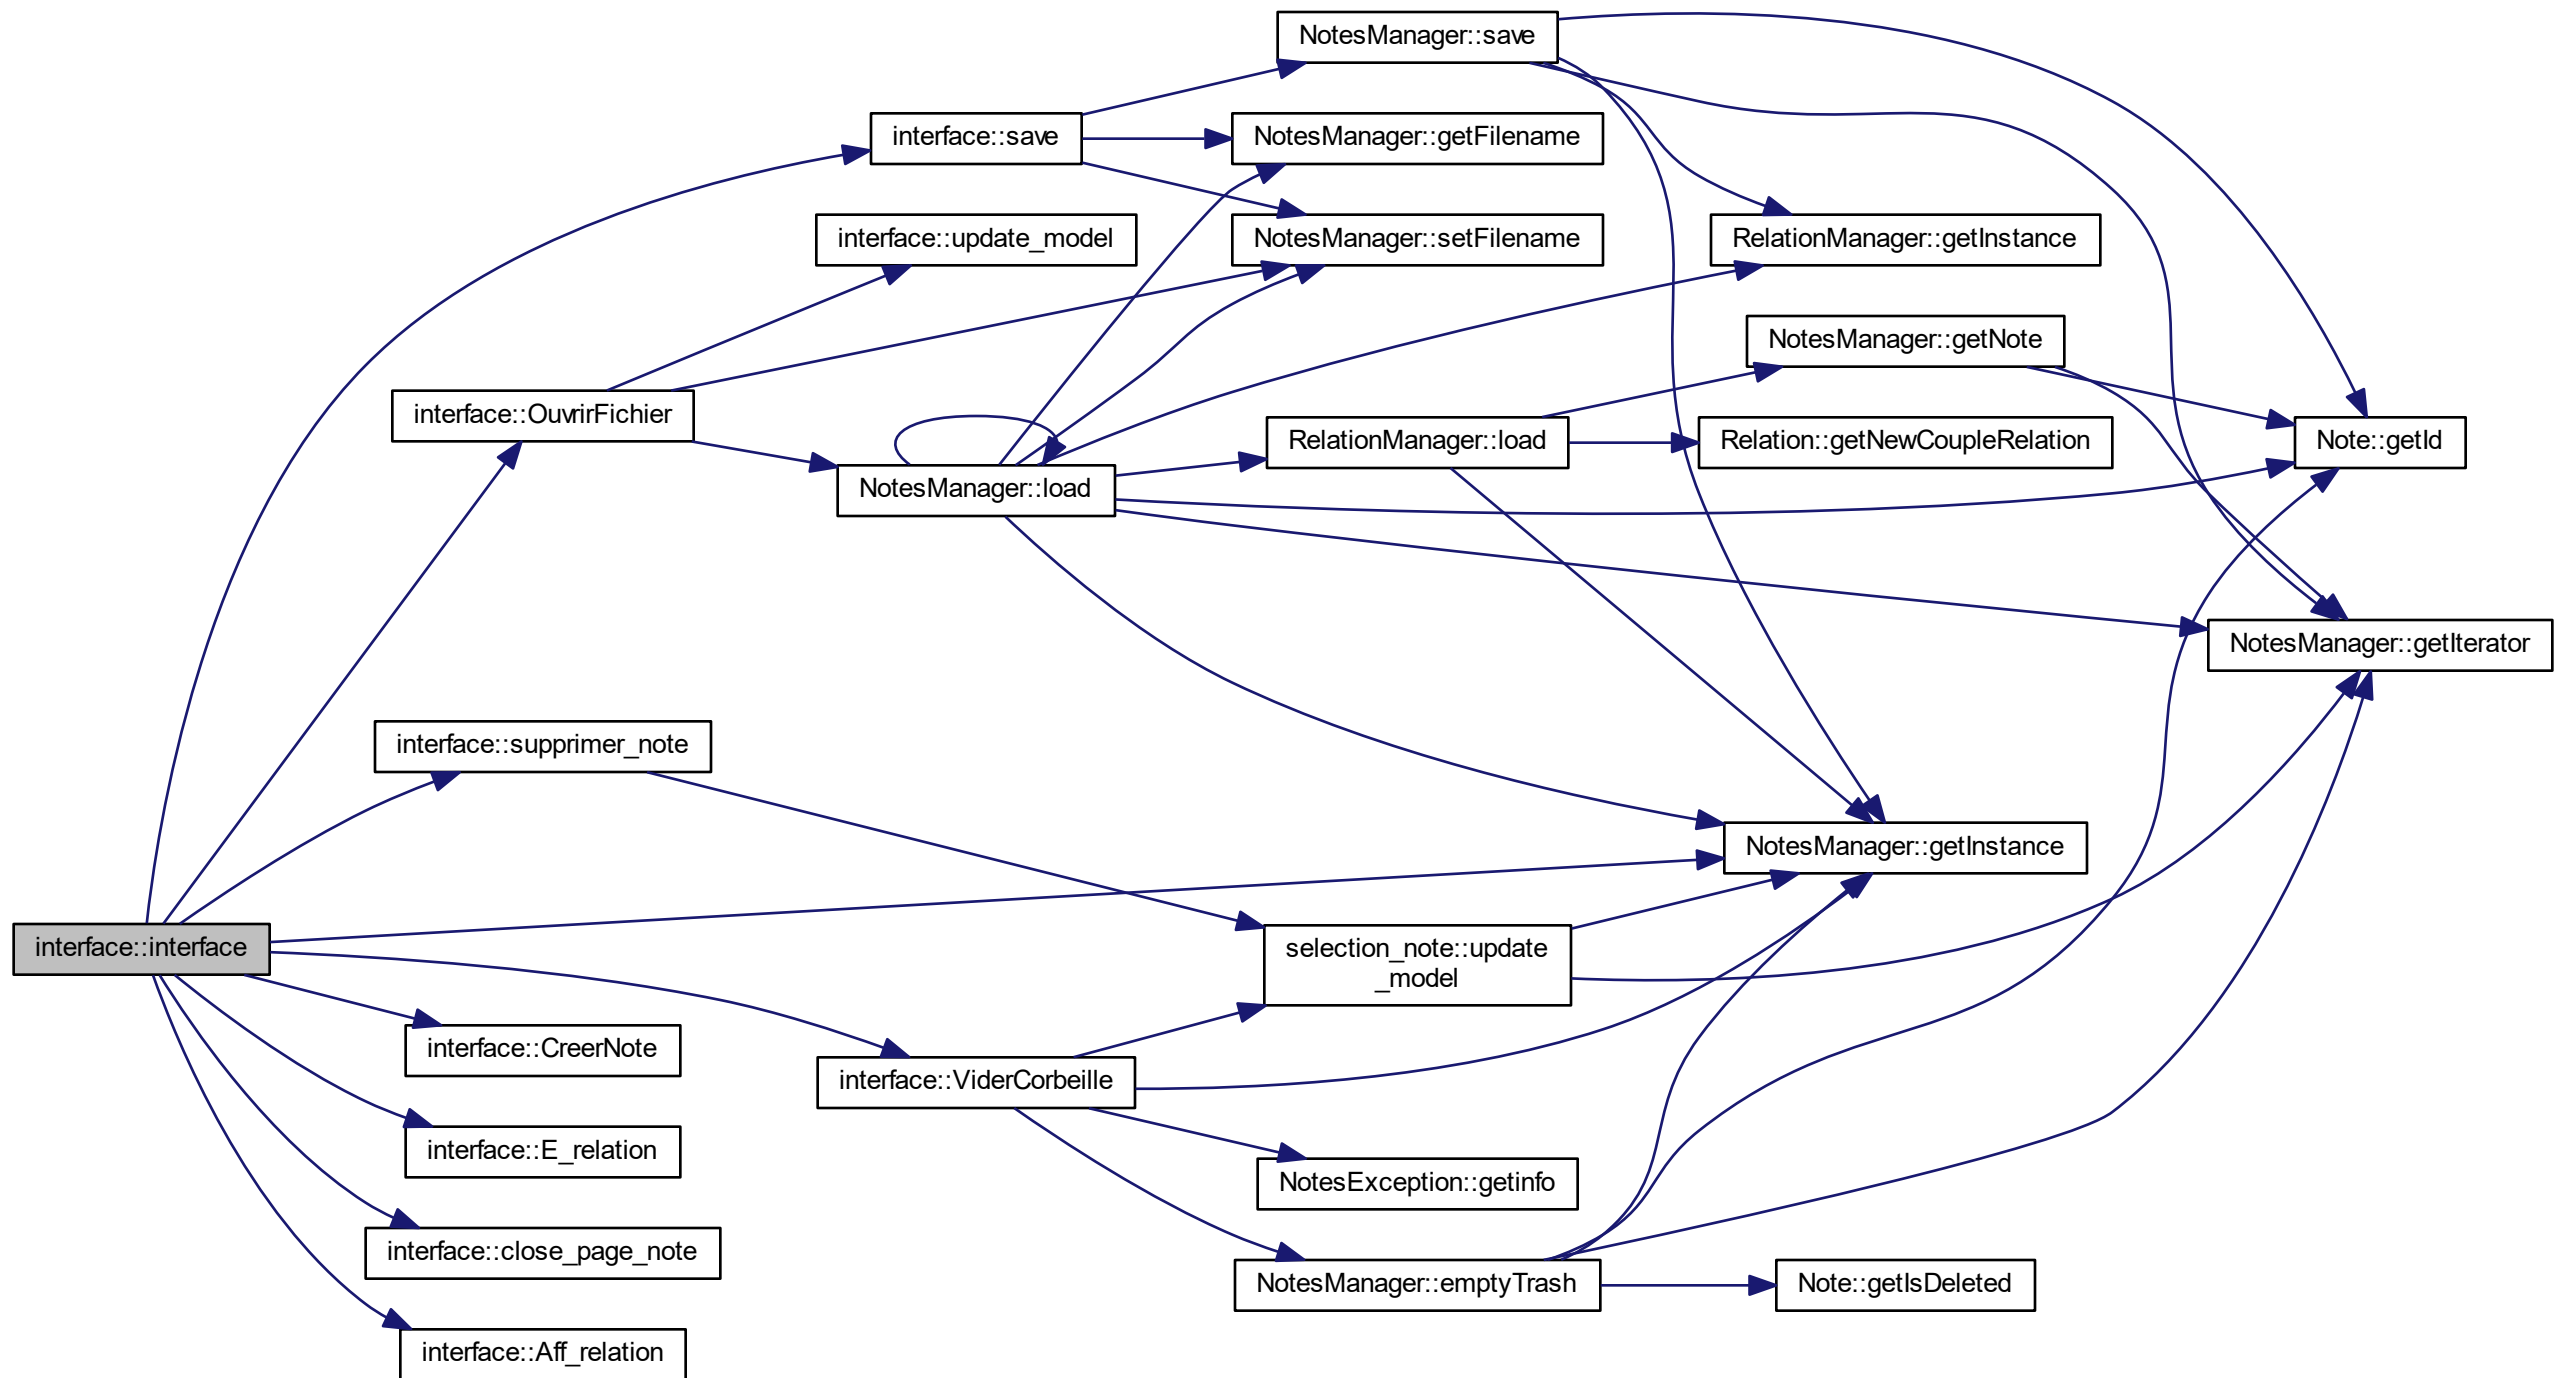 NotesManager::save
interface::save
NotesManager::getFilename
interface::update_model
NotesManager::setFilename
RelationManager::getInstance
NotesManager::getNote
interface::OuvrirFichier
RelationManager::load
Relation::getNewCoupleRelation
Note::getId
NotesManager::load
NotesManager::getIterator
interface::supprimer_note
NotesManager::getInstance
interface::interface
selection_note::update
_model
interface::CreerNote
interface::ViderCorbeille
interface::E_relation
NotesException::getinfo
interface::close_page_note
NotesManager::emptyTrash
Note::getIsDeleted
interface::Aff_relation